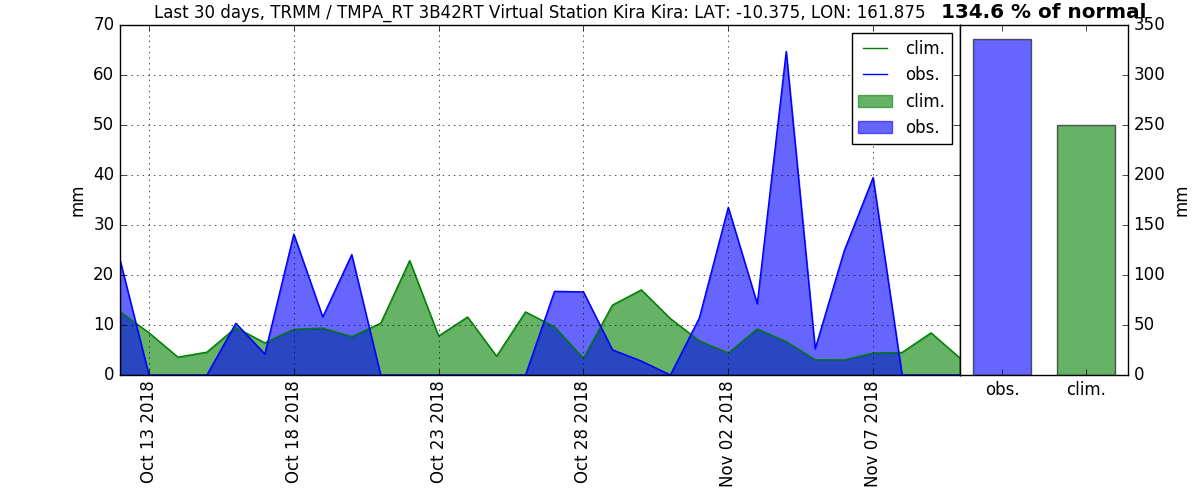 Last 30 days, TRMM / TMPA_RT 3B42RT Virtual Station Kira Kira: LAT: -10.375, LON: 161.875
134.6 % of normal
70
60
50
40
30
20
10
0
mm
clim.
obs.
clim.
obs.
Oct 13 2018
Oct 18 2018
Oct 23 2018
Oct 28 2018
Nov 02 2018
Nov 07 2018
350
300
250
200
150
100
50
0
mm
obs.
clim.